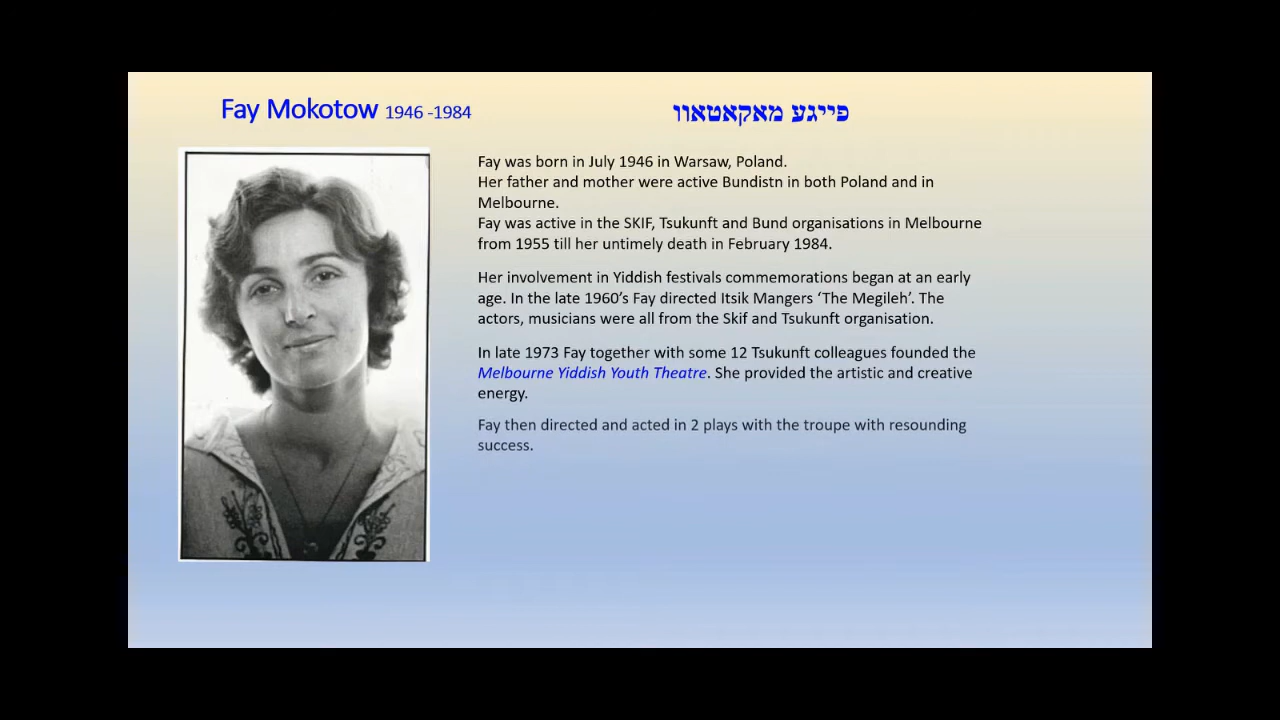 Fay Mokotow 1946 -1984
פייגע מאקאטאוו
Fay was born in July 1946 in Warsaw, Poland.
Her father and mother were active Bundistn in both Poland and in
Melbourne.
Fay was active in the SKIF, Tsukunft and Bund organisations in Melbourne
from 1955 till her untimely death in February 1984.
Her involvement in Yiddish festivals commemorations began at an early
age. In the late 1960’s Fay directed Itsik Mangers ‘The Megileh’. The
actors, musicians were all from the Skif and Tsukunft organisation.
In late 1973 Fay together with some 12 Tsukunft colleagues founded the
Melbourne Yiddish Youth Theatre. She provided the artistic and creative
energy.
Fay then directed and acted in 2 plays with the troupe with resounding
success.